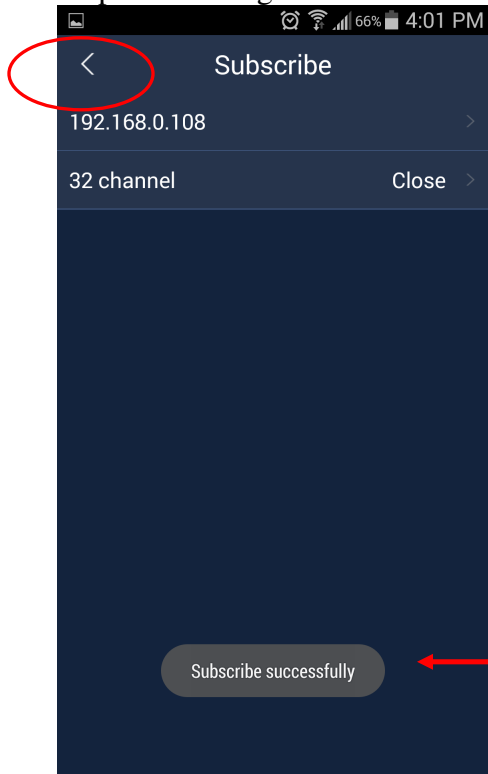 66% 4:01 PM
Subscribe
192.168.0.108
32 channel Close
Subscribe successfully